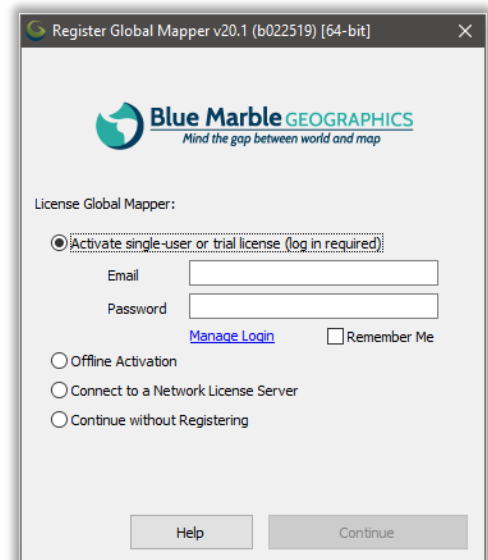 Register Global Mapper v20.1 (b022519) [64-bit]
Blue Marble GEOGRAPHICS
Mind the gap between world and map
License Global Mapper:
Activate single-user or trial license (log in required)
Email
Password
Manage Login Remember Me
Offline Activation
Connect to a Network License Server
Continue without Registering
Help Continue